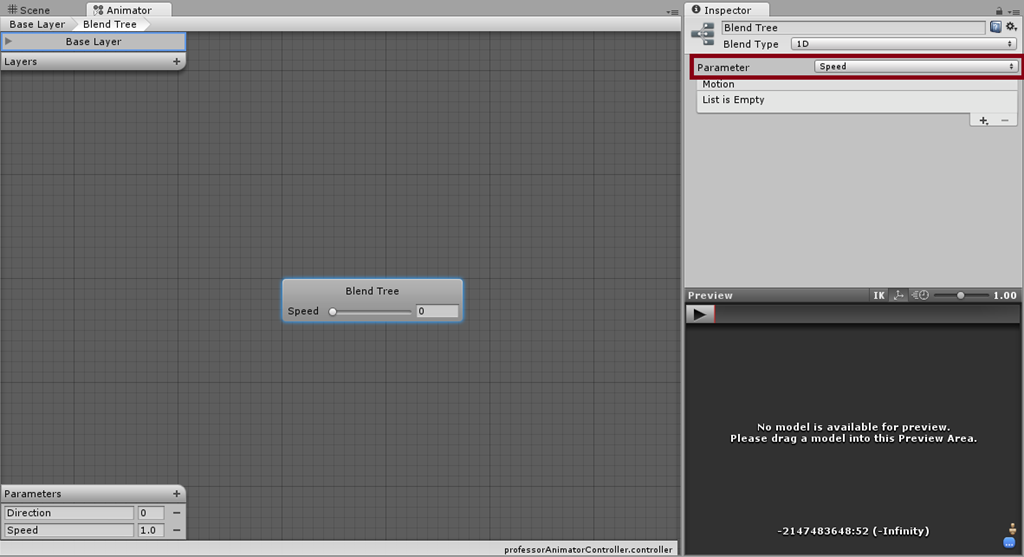 Scene
Animator
Base Layer
Blend Tree
Base Layer
Layers +
Blend Tree
Speed 0
Parameters +
Direction 0 −
Speed 1.0 −
professorAnimatorController.controller
Inspector
Blend Tree
Blend Type 1D
Parameter Speed
Motion
List is Empty
+ −
Preview IK 1.00
No model is available for preview.
Please drag a model into this Preview Area.
-2147483648:52 (-Infinity)